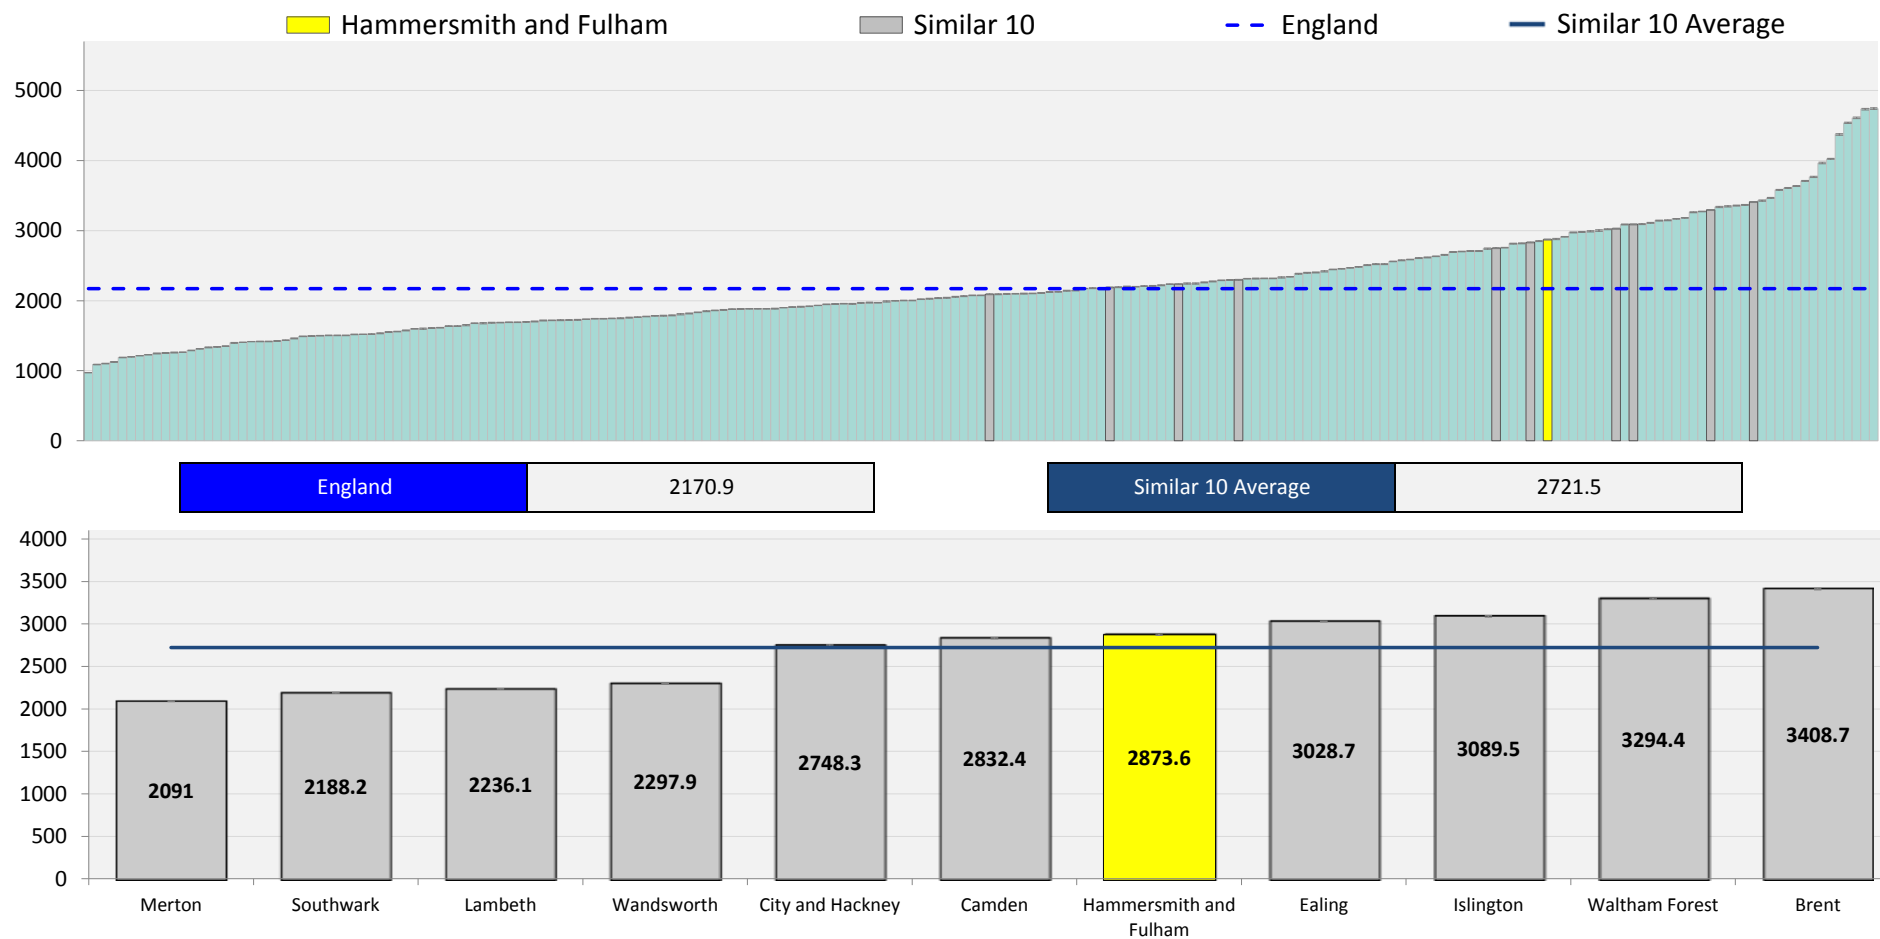 Hammersmith and Fulham
Similar 10
England
Similar 10 Average
5000
4000
3000
2000
1000
0
England
2170.9
Similar 10 Average
2721.5
4000
3500
3000
2500
2000
1500
1000
500
0
2091
2188.2
2236.1
2297.9
2748.3
2832.4
2873.6
3028.7
3089.5
3294.4
3408.7
Merton
Southwark
Lambeth
Wandsworth
City and Hackney
Camden
Hammersmith and
Fulham
Ealing
Islington
Waltham Forest
Brent